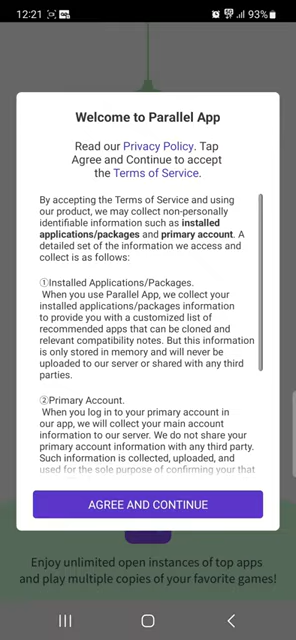 12:21
5G
93%
Welcome to Parallel App
Read our Privacy Policy. Tap
Agree and Continue to accept
the Terms of Service.
By accepting the Terms of Service and using
our product, we may collect non-personally
identifiable information such as installed
applications/packages and primary account. A
detailed set of the information we access and
collect is as follows:
①Installed Applications/Packages.
When you use Parallel App, we collect your
installed applications/packages information
to provide you with a customized list of
recommended apps that can be cloned and
relevant compatibility notes. But this information
is only stored in memory and will never be
uploaded to our server or shared with any third
parties.
②Primary Account.
When you log in to your primary account in
our app, we will collect your main account
information to our server. We do not share your
primary account information with any third party.
Such information is collected, uploaded, and
used for the sole purpose of confirming your that
AGREE AND CONTINUE
Enjoy unlimited open instances of top apps
and play multiple copies of your favorite games!